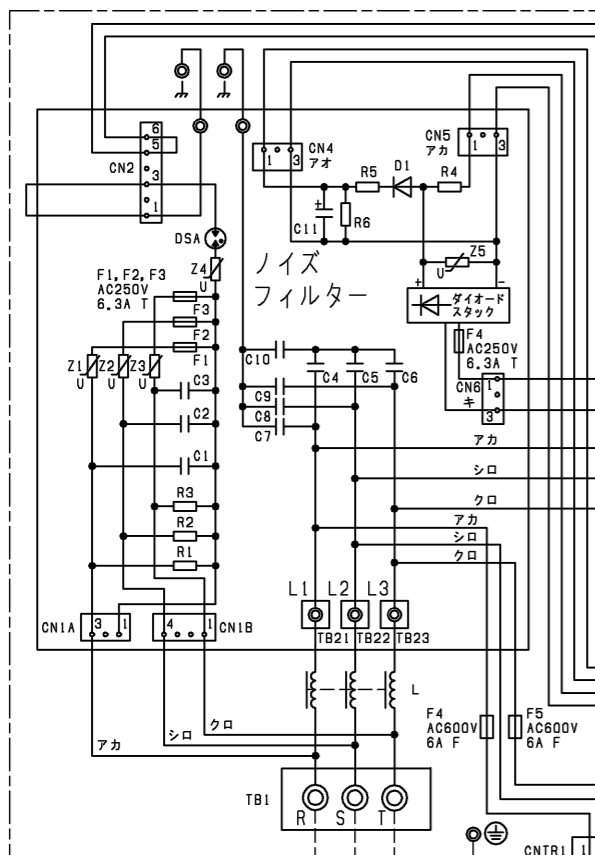 CN2
6
5
3
1
CN4
アオ
1
3
CN5
アカ
1
3
R5
D1
R4
+
C11
R6
DSA
Z4
U
ノイズ
フィルター
Z5
U
+
-
ダイオード
スタック
F1,F2,F3
AC250V
6.3A T
F3
F2
F1
Z1
U
Z2
U
Z3
U
F4
AC250V
6.3A T
CN6
キ
1
3
C10
C4
C5
C6
C9
C8
C7
C3
C2
C1
R3
R2
R1
アカ
シロ
クロ
アカ
シロ
クロ
L1
L2
L3
TB21
TB22
TB23
CN1A
3
1
4
1
CN1B
L
クロ
シロ
アカ
F4
AC600V
6A F
F5
AC600V
6A F
TB1
R
S
T
CNTR1
1